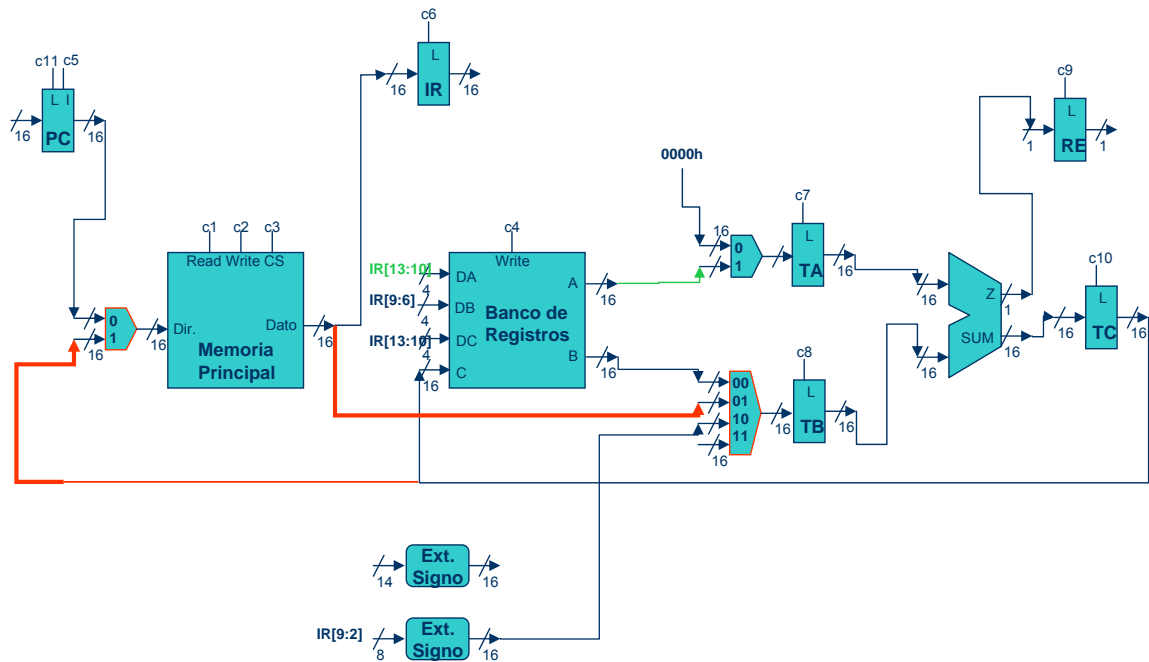 c6
L
IR
16
16
c11 c5
L I
PC
16
16
c9
L
RE
1
1
0000h
c7
L
TA
16
0
1
16
16
16
c1 c2 c3
Read Write CS
Dir.
Dato
Memoria
Principal
16
0
1
16
16
16
c4
Write
IR[13:10]
DA
4
IR[9:6]
DB
4
IR[13:10]
DC
4
C
16
A
16
Banco de
Registros
B
16
Z
1
SUM
16
16
16
c10
L
TC
16
16
00
01
10
11
16
16
c8
L
TB
16
Ext.
Signo
14
16
IR[9:2]
Ext.
Signo
8
16